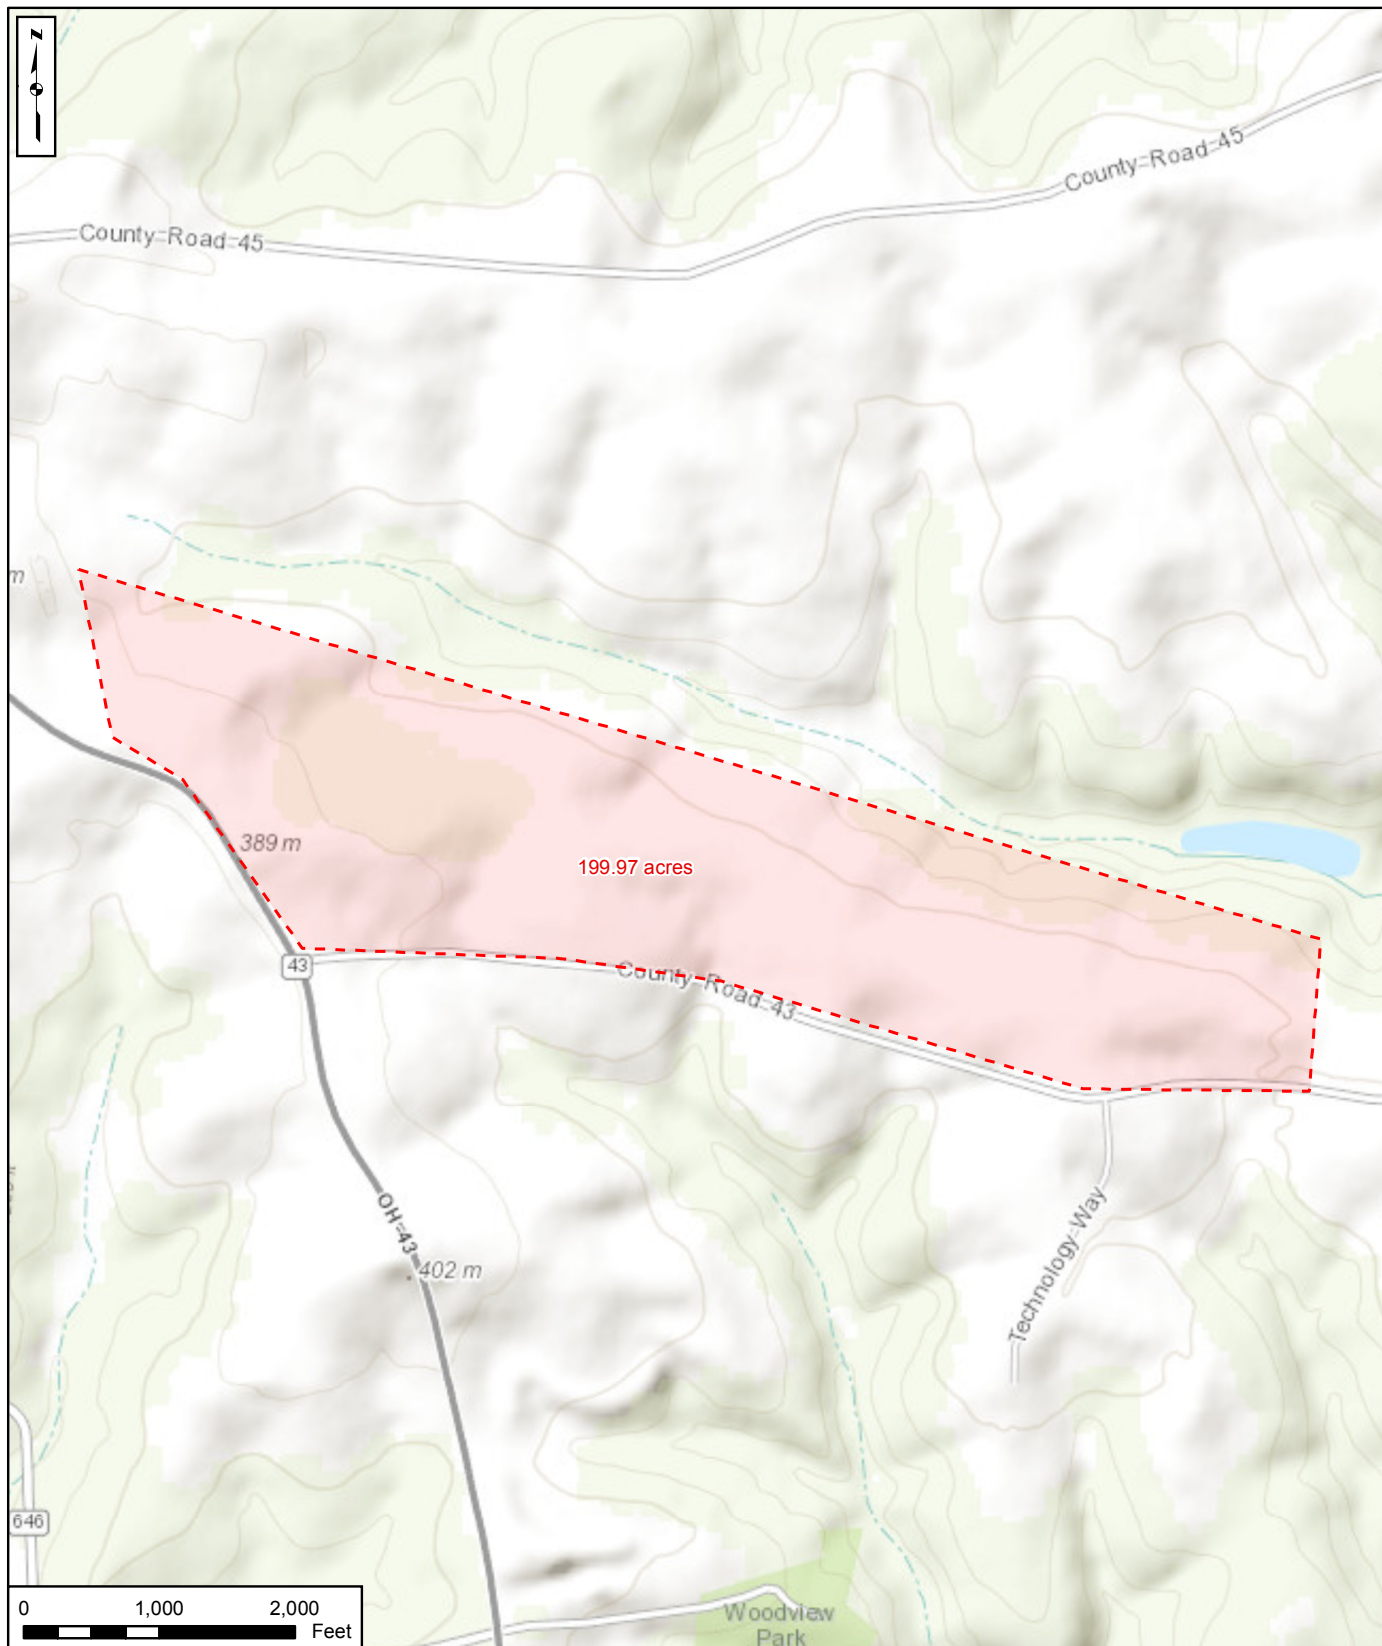 N
County Road 45
County Road 45
m
389 m
199.97 acres
43
County Road 43
OH-43
402 m
Technology Way
646
Woodview
Park
0 1,000 2,000
Feet